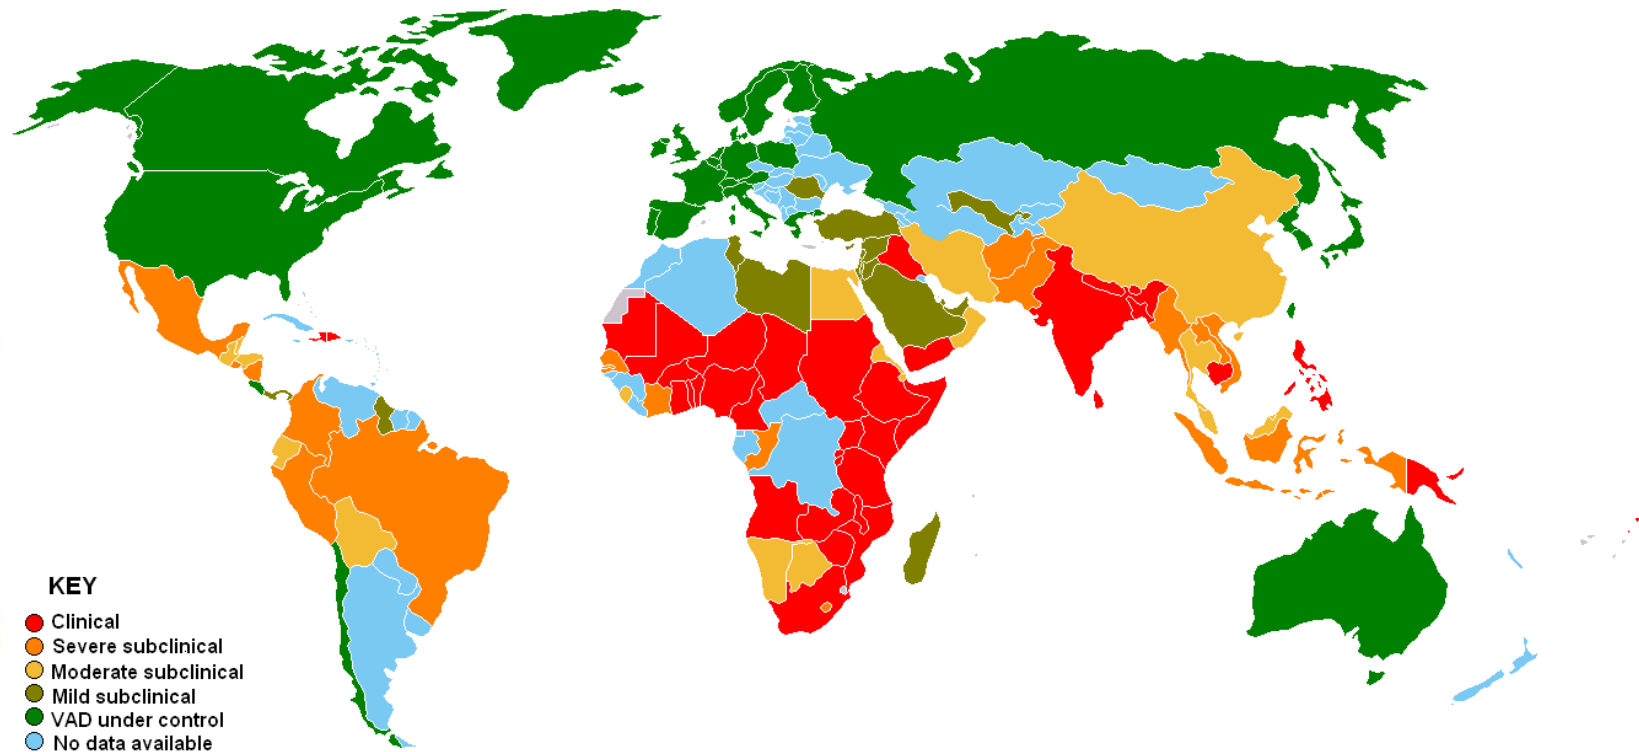 KEY
Clinical
Severe subclinical
Moderate subclinical
Mild subclinical
VAD under control
No data available